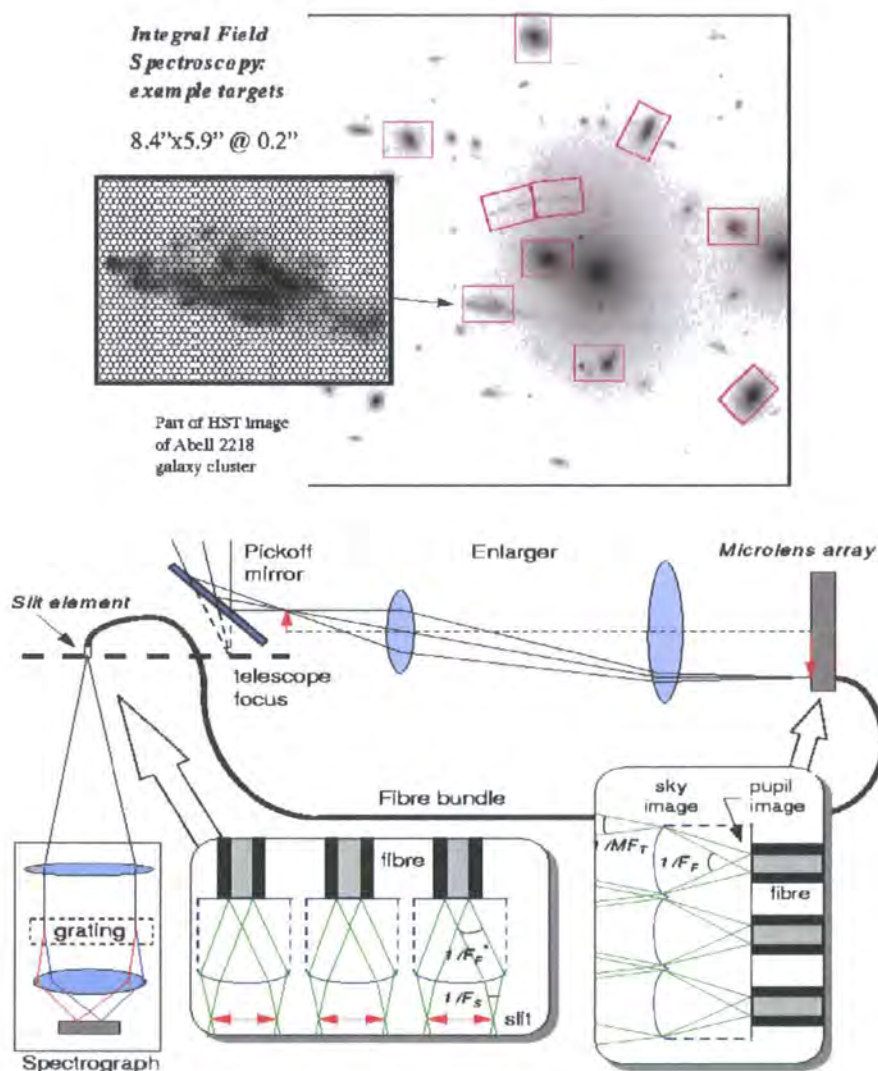 Integral Field
Spectroscopy:
example targets
8.4”x5.9” @ 0.2”
Part of HST image
of Abell 2218
galaxy cluster
Pickoff
mirror
Enlarger
Microlens array
Slit element
telescope
focus
Fibre bundle
sky
image
pupil
image
1/MF_T
1/F_F
fibre
fibre
1/F_F*
1/F_S
slit
grating
Spectrograph